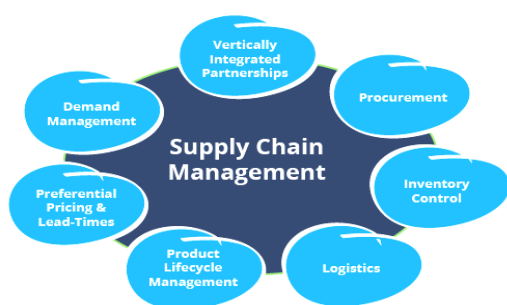 Vertically
Integrated
Partnerships
Procurement
Inventory
Control
Logistics
Product
Lifecycle
Management
Preferential
Pricing &
Lead-Times
Demand
Management
Supply Chain
Management